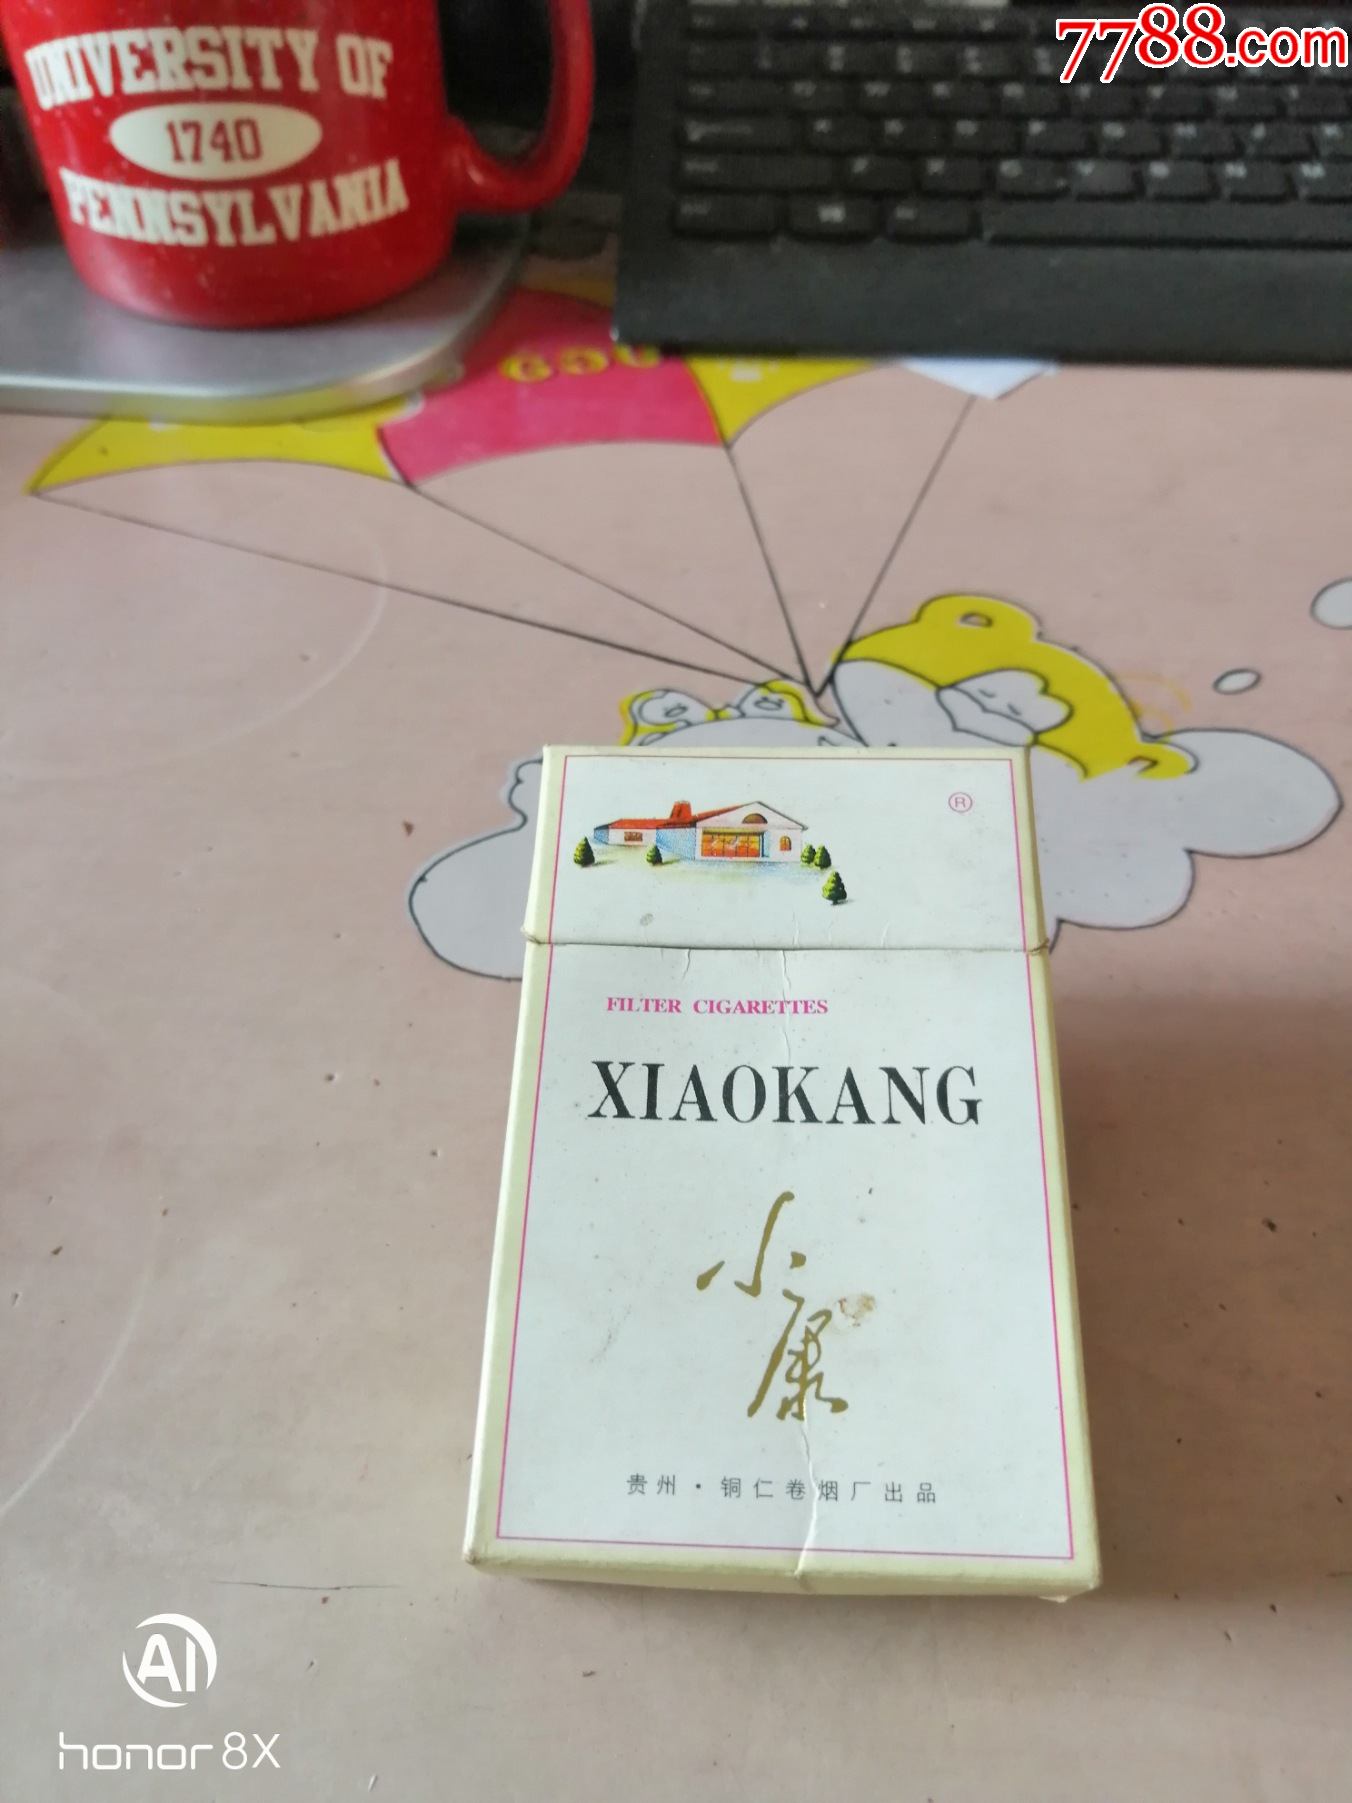 7788.com
UNIVERSITY OF
1740
PENNSYLVANIA
®
FILTER CIGARETTES
XIAOKANG
小康
贵州·铜仁卷烟厂出品
AI
honor 8X